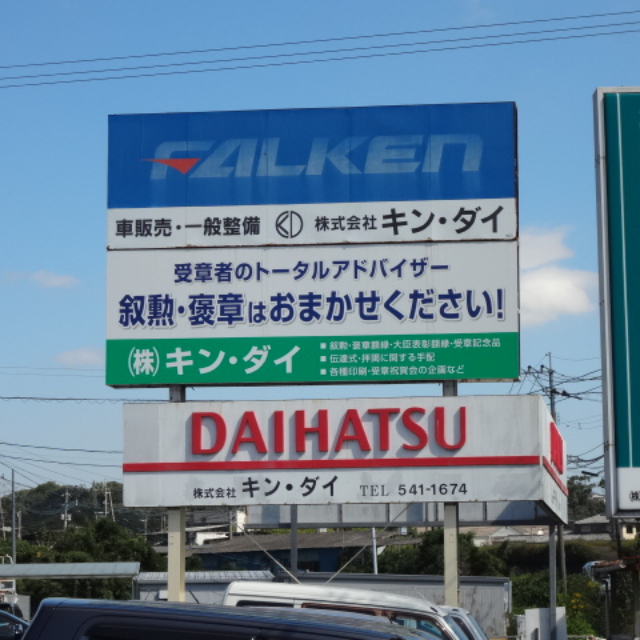 FALKEN
車販売・一般整備 KD 株式会社 キン・ダイ
受章者のトータルアドバイザー
叙勲・褒章はおまかせください!
(株)キン・ダイ
■叙勲・褒章額縁・大臣表彰額縁・受章記念品
■伝達式・拝謁に関する手配
■各種印刷・受章祝賀会の企画など
DAIHATSU
株式会社 キン・ダイ TEL 541-1674